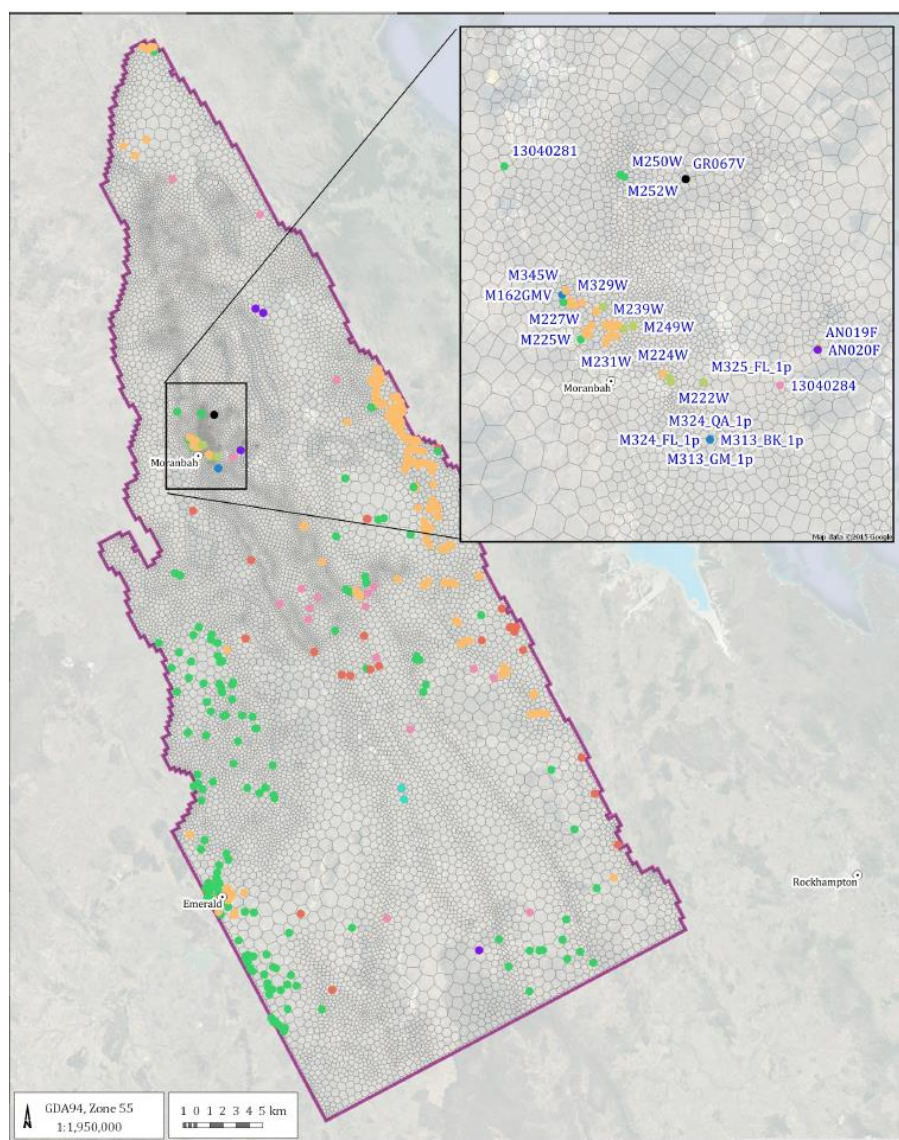 13040281
M250W
GR067V
M252W
M345W
M329W
M162GMV
M239W
M227W
M249W
M225W
AN019F
M231W
M224W
M325_FL_1p
AN020F
Moranbah
M222W
13040284
M324_QA_1p
M324_FL_1p
M313_BK_1p
M313_GM_1p
Map data ©2015 Google
Moranbah
Rockhampton
Emerald
GDA94, Zone 55
1:1,950,000
1 0 1 2 3 4 5 km